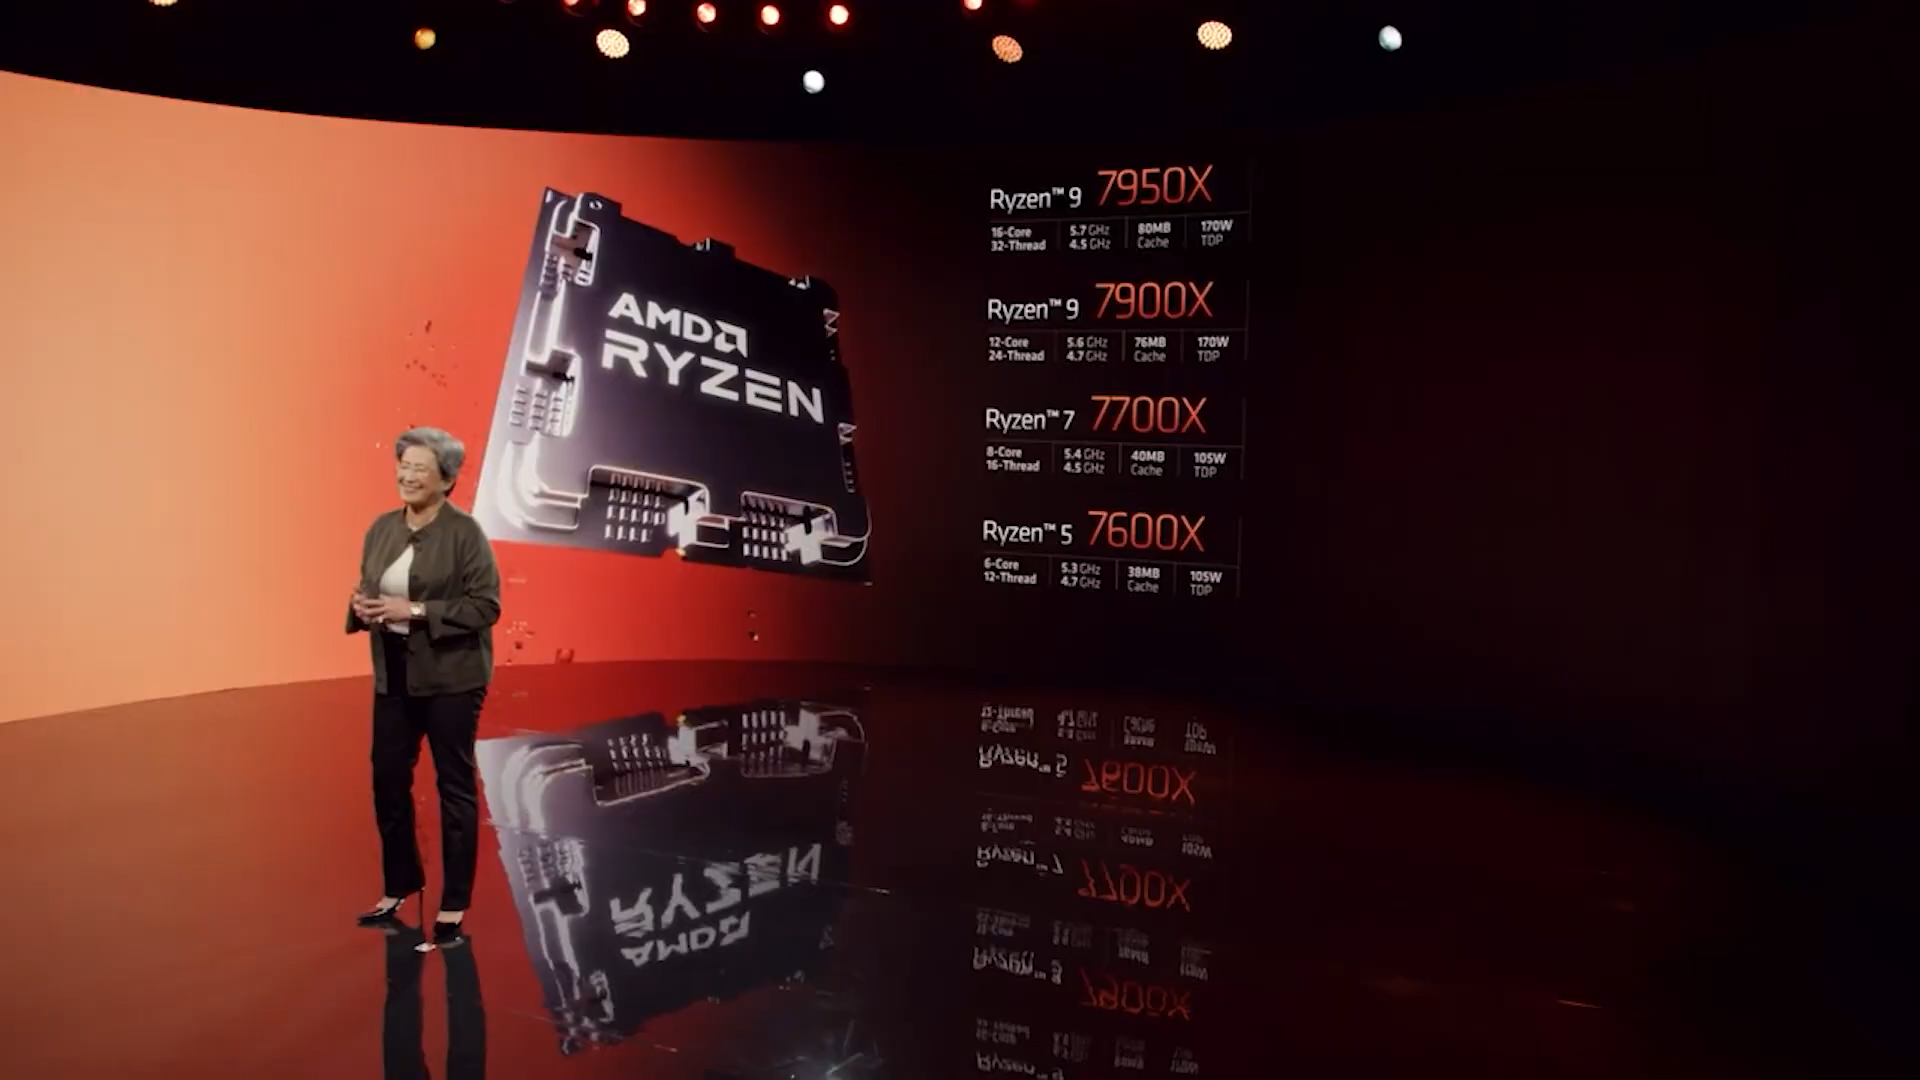 AMD
RYZEN
Ryzen™ 9 7950X
16-Core 5.7 GHz 80MB 170W
32-Thread 4.5 GHz Cache TDP
Ryzen™ 9 7900X
12-Core 5.6 GHz 76MB 170W
24-Thread 4.7 GHz Cache TDP
Ryzen™ 7 7700X
8-Core 5.4 GHz 40MB 105W
16-Thread 4.5 GHz Cache TDP
Ryzen™ 5 7600X
6-Core 5.3 GHz 38MB 105W
12-Thread 4.7 GHz Cache TDP